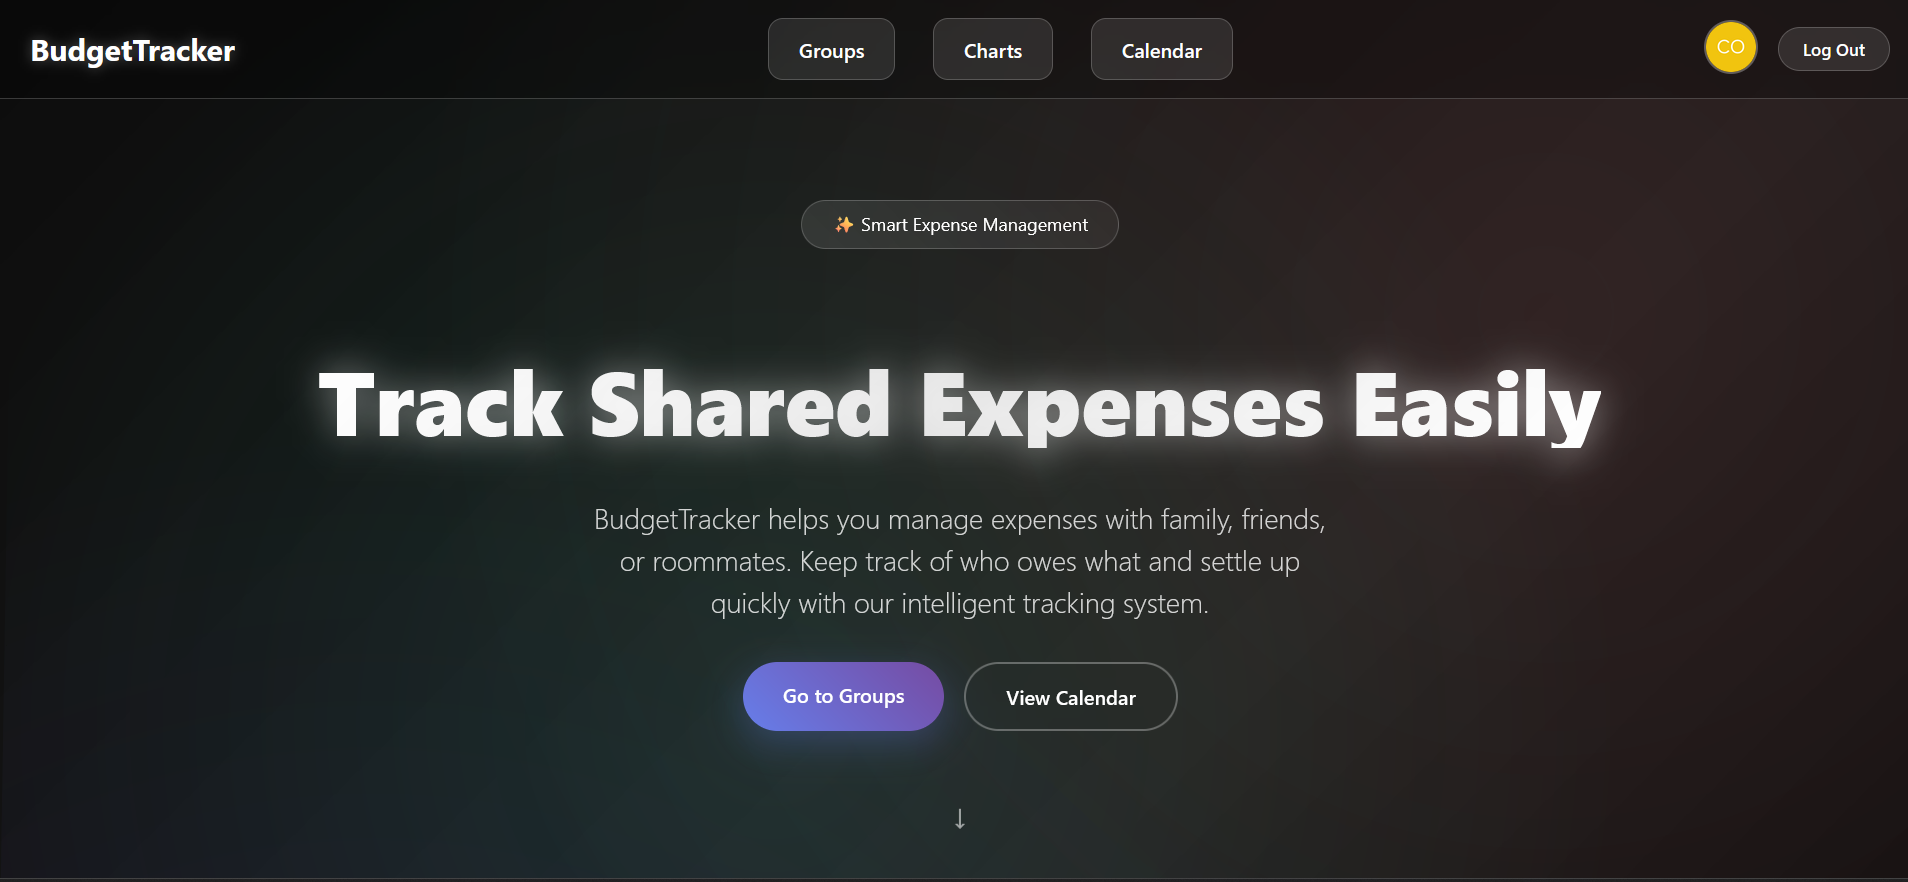 BudgetTracker
Groups
Charts
Calendar
CO
Log Out
✨ Smart Expense Management
Track Shared Expenses Easily
BudgetTracker helps you manage expenses with family, friends,
or roommates. Keep track of who owes what and settle up
quickly with our intelligent tracking system.
Go to Groups
View Calendar
↓